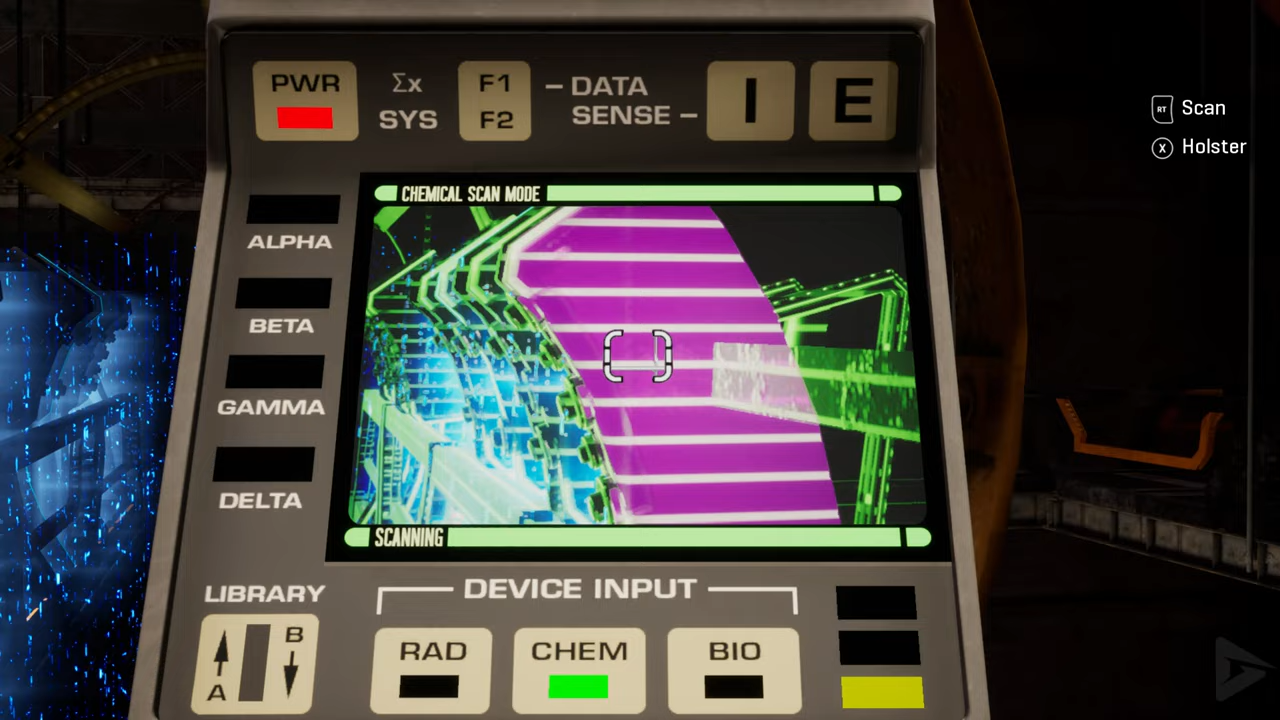 PWR
Σx
SYS
F1
F2
– DATA
SENSE –
I
E
RT Scan
X Holster
CHEMICAL SCAN MODE
ALPHA
BETA
GAMMA
DELTA
SCANNING
LIBRARY
A
B
DEVICE INPUT
RAD
CHEM
BIO